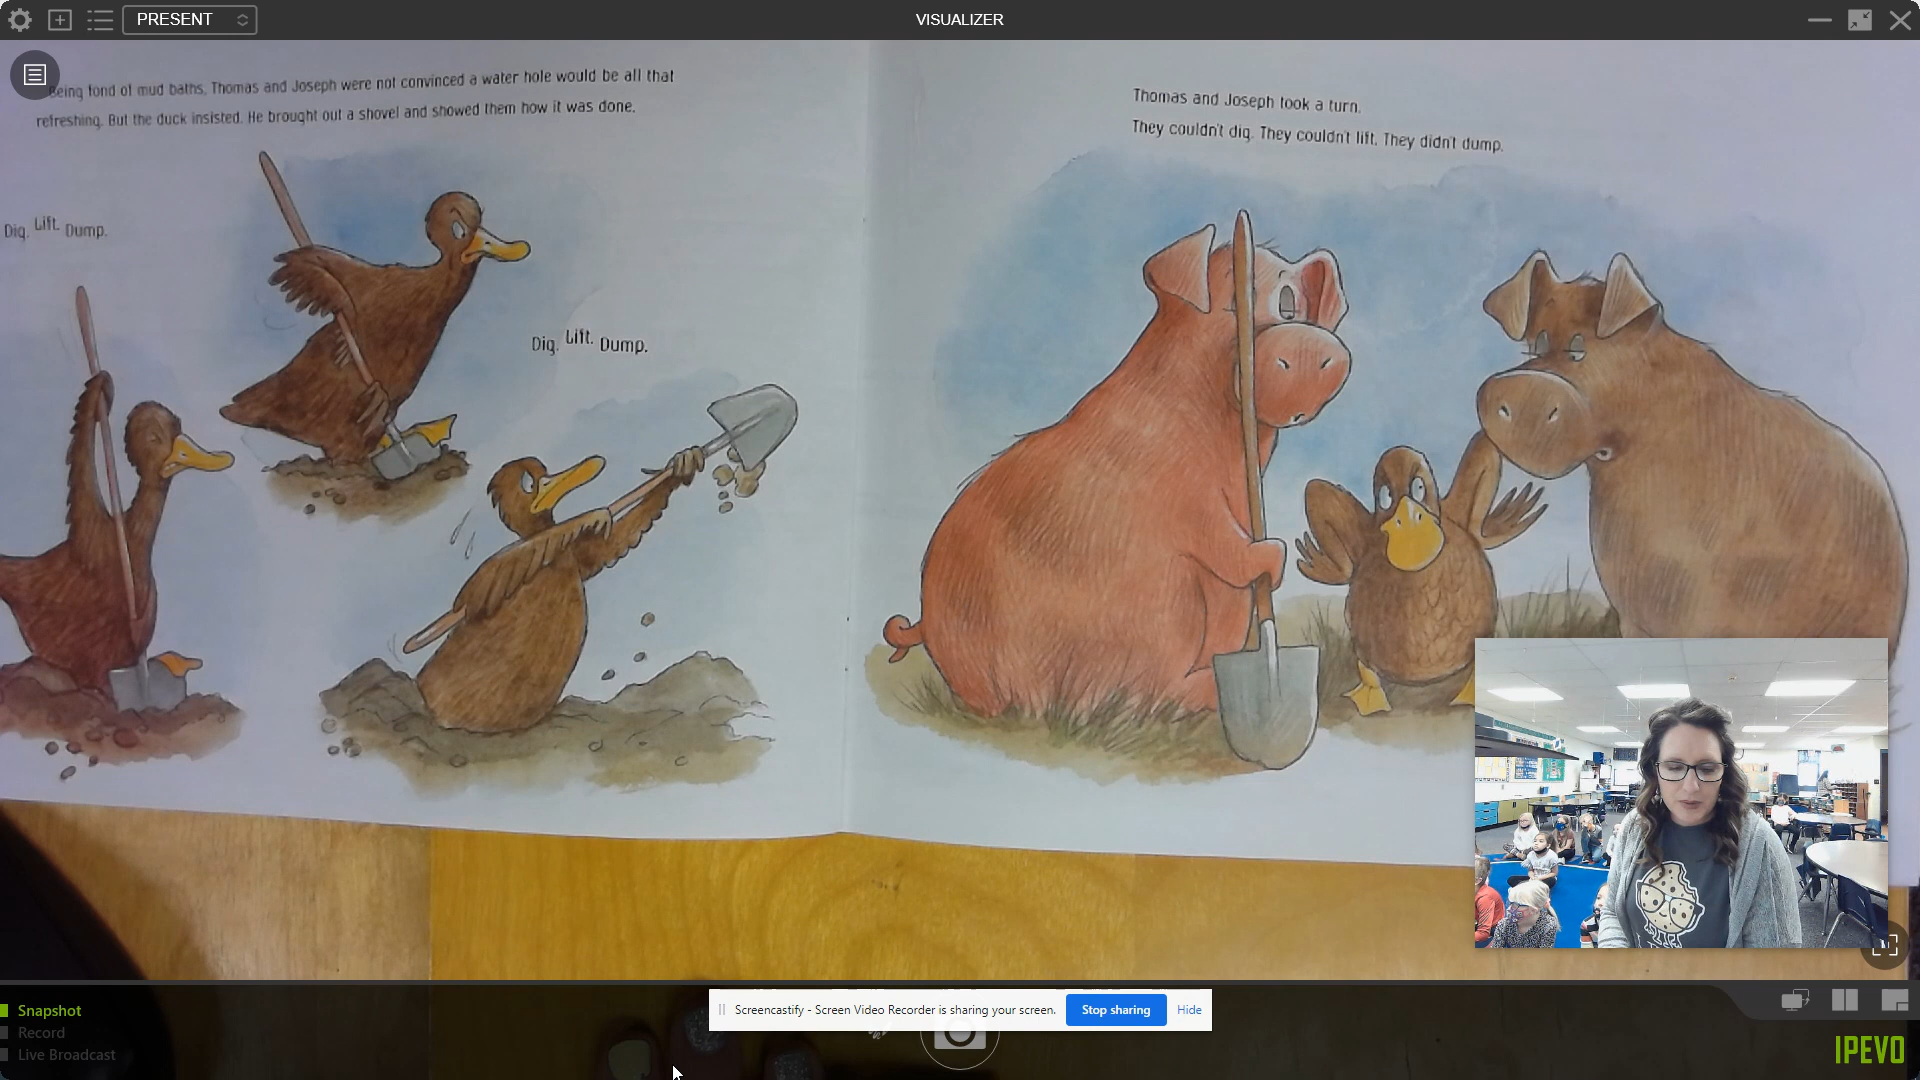 PRESENT
VISUALIZER
Being fond of mud baths, Thomas and Joseph were not convinced a water hole would be all that
refreshing. But the duck insisted. He brought out a shovel and showed them how it was done.
Dig. Lift. Dump.
Dig. Lift. Dump.
Thomas and Joseph took a turn.
They couldn't dig. They couldn't lift. They didn't dump.
Snapshot
Record
Live Broadcast
Screencastify - Screen Video Recorder is sharing your screen.
Stop sharing
Hide
IPEVO